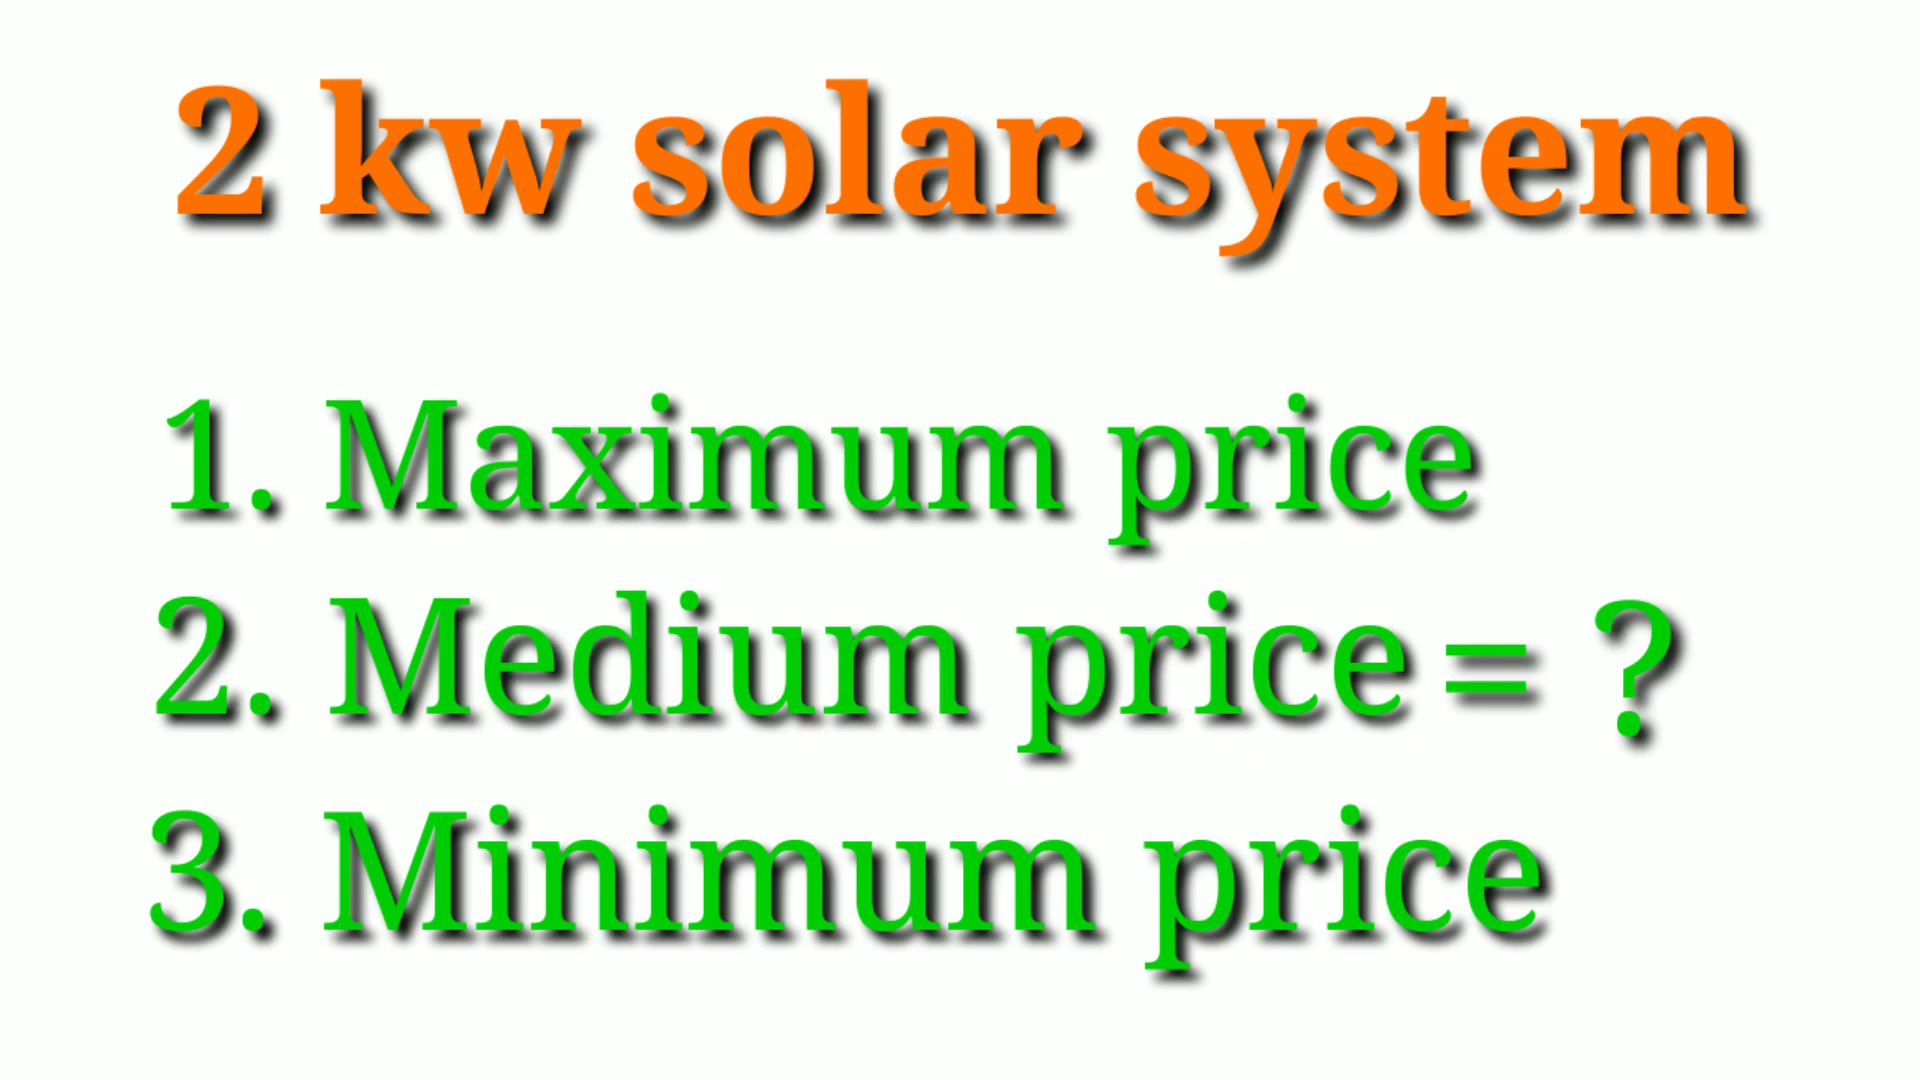 2 kw solar system
1. Maximum price
2. Medium price = ?
3. Minimum price